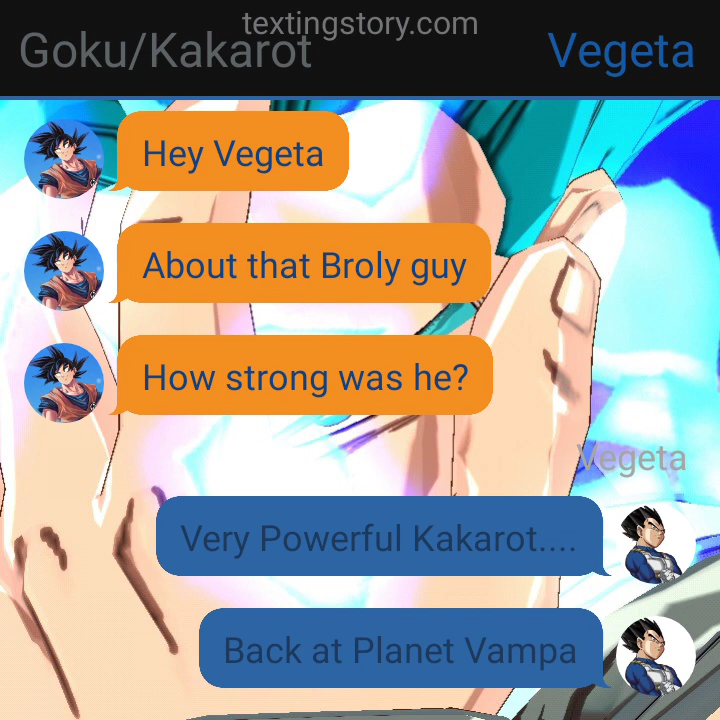 textingstory.com
Goku/Kakarot
Vegeta
Hey Vegeta
About that Broly guy
How strong was he?
Vegeta
Very Powerful Kakarot....
Back at Planet Vampa